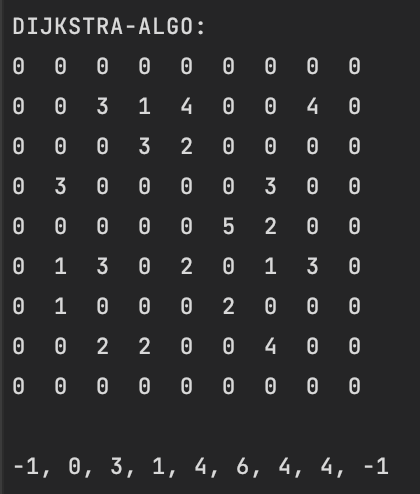 DIJKSTRA-ALGO:
0 0 0 0 0 0 0 0 0
0 0 3 1 4 0 0 4 0
0 0 0 3 2 0 0 0 0
0 3 0 0 0 0 3 0 0
0 0 0 0 0 5 2 0 0
0 1 3 0 2 0 1 3 0
0 1 0 0 0 2 0 0 0
0 0 2 2 0 0 4 0 0
0 0 0 0 0 0 0 0 0
-1, 0, 3, 1, 4, 6, 4, 4, -1